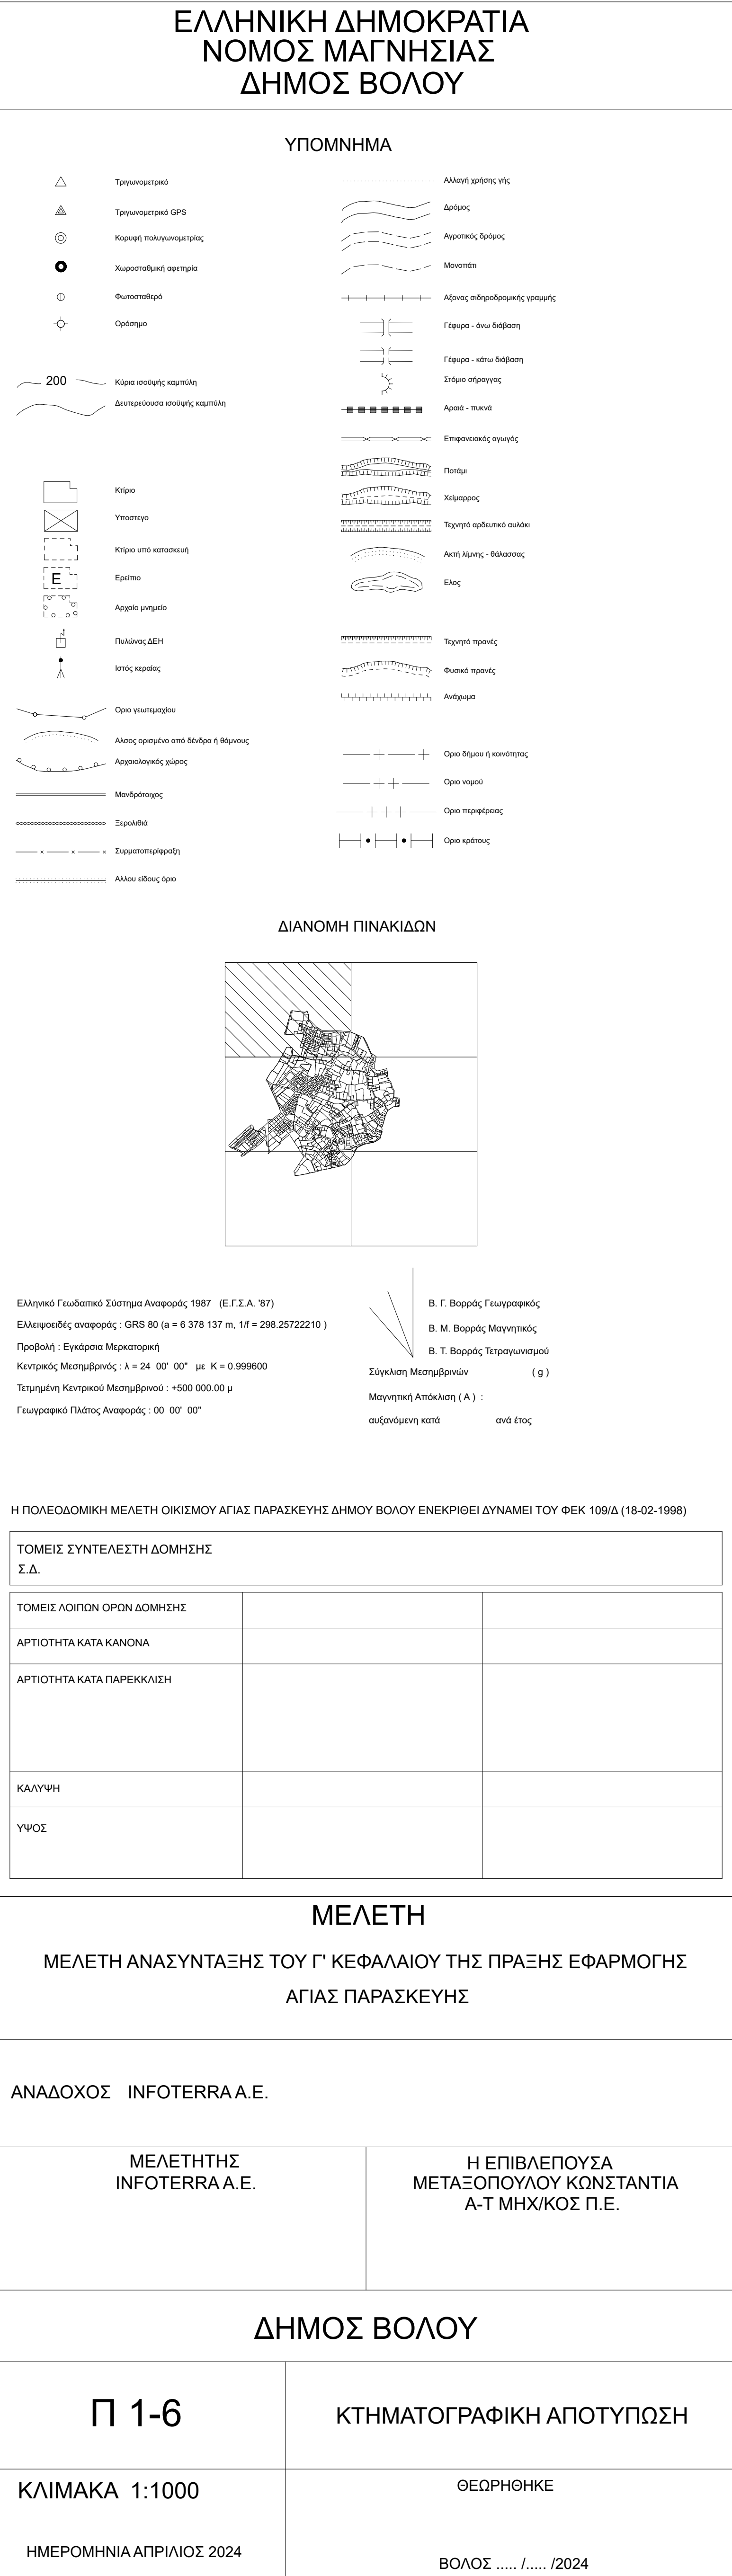 ΕΛΛΗΝΙΚΗ ΔΗΜΟΚΡΑΤΙΑ
ΝΟΜΟΣ ΜΑΓΝΗΣΙΑΣ
ΔΗΜΟΣ ΒΟΛΟΥ
ΥΠΟΜΝΗΜΑ
Τριγωνομετρικό
Τριγωνομετρικό GPS
Κορυφή πολυγωνομετρίας
Χωροσταθμική αφετηρία
Φωτοσταθερό
Ορόσημο
200 Κύρια ισοϋψής καμπύλη
Δευτερεύουσα ισοϋψής καμπύλη
Κτίριο
Υποστεγο
Κτίριο υπό κατασκευή
Ε Ερείπιο
Αρχαίο μνημείο
Πυλώνας ΔΕΗ
Ιστός κεραίας
Οριο γεωτεμαχίου
Αλσος ορισμένο από δένδρα ή θάμνους
Αρχαιολογικός χώρος
Μανδρότοιχος
Ξερολιθιά
Συρματοπερίφραξη
Αλλου είδους όριο
Αλλαγή χρήσης γής
Δρόμος
Αγροτικός δρόμος
Μονοπάτι
Αξονας σιδηροδρομικής γραμμής
Γέφυρα - άνω διάβαση
Γέφυρα - κάτω διάβαση
Στόμιο σήραγγας
Αραιά - πυκνά
Επιφανειακός αγωγός
Ποτάμι
Χείμαρρος
Τεχνητό αρδευτικό αυλάκι
Ακτή λίμνης - θάλασσας
Ελος
Τεχνητό πρανές
Φυσικό πρανές
Ανάχωμα
Οριο δήμου ή κοινότητας
Οριο νομού
Οριο περιφέρειας
Οριο κράτους
ΔΙΑΝΟΜΗ ΠΙΝΑΚΙΔΩΝ
Ελληνικό Γεωδαιτικό Σύστημα Αναφοράς 1987 (Ε.Γ.Σ.Α. '87)
Ελλειψοειδές αναφοράς : GRS 80 (a = 6 378 137 m, 1/f = 298.25722210 )
Προβολή : Εγκάρσια Μερκατορική
Κεντρικός Μεσημβρινός : λ = 24 00' 00" με Κ = 0.999600
Τετμημένη Κεντρικού Μεσημβρινού : +500 000.00 μ
Γεωγραφικό Πλάτος Αναφοράς : 00 00' 00"
Β. Γ. Βορράς Γεωγραφικός
Β. Μ. Βορράς Μαγνητικός
Β. Τ. Βορράς Τετραγωνισμού
Σύγκλιση Μεσημβρινών ( g )
Μαγνητική Απόκλιση ( Α ) :
αυξανόμενη κατά ανά έτος
Η ΠΟΛΕΟΔΟΜΙΚΗ ΜΕΛΕΤΗ ΟΙΚΙΣΜΟΥ ΑΓΙΑΣ ΠΑΡΑΣΚΕΥΗΣ ΔΗΜΟΥ ΒΟΛΟΥ ΕΝΕΚΡΙΘΕΙ ΔΥΝΑΜΕΙ ΤΟΥ ΦΕΚ 109/Δ (18-02-1998)
ΤΟΜΕΙΣ ΣΥΝΤΕΛΕΣΤΗ ΔΟΜΗΣΗΣ
Σ.Δ.
ΤΟΜΕΙΣ ΛΟΙΠΩΝ ΟΡΩΝ ΔΟΜΗΣΗΣ
ΑΡΤΙΟΤΗΤΑ ΚΑΤΑ ΚΑΝΟΝΑ
ΑΡΤΙΟΤΗΤΑ ΚΑΤΑ ΠΑΡΕΚΚΛΙΣΗ
ΚΑΛΥΨΗ
ΥΨΟΣ
ΜΕΛΕΤΗ
ΜΕΛΕΤΗ ΑΝΑΣΥΝΤΑΞΗΣ ΤΟΥ Γ' ΚΕΦΑΛΑΙΟΥ ΤΗΣ ΠΡΑΞΗΣ ΕΦΑΡΜΟΓΗΣ
ΑΓΙΑΣ ΠΑΡΑΣΚΕΥΗΣ
ΑΝΑΔΟΧΟΣ INFOTERRA Α.Ε.
ΜΕΛΕΤΗΤΗΣ
INFOTERRA Α.Ε.
Η ΕΠΙΒΛΕΠΟΥΣΑ
ΜΕΤΑΞΟΠΟΥΛΟΥ ΚΩΝΣΤΑΝΤΙΑ
Α-Τ ΜΗΧ/ΚΟΣ Π.Ε.
ΔΗΜΟΣ ΒΟΛΟΥ
Π 1-6
ΚΤΗΜΑΤΟΓΡΑΦΙΚΗ ΑΠΟΤΥΠΩΣΗ
ΚΛΙΜΑΚΑ 1:1000
ΗΜΕΡΟΜΗΝΙΑ ΑΠΡΙΛΙΟΣ 2024
ΘΕΩΡΗΘΗΚΕ
ΒΟΛΟΣ ..... /..... /2024